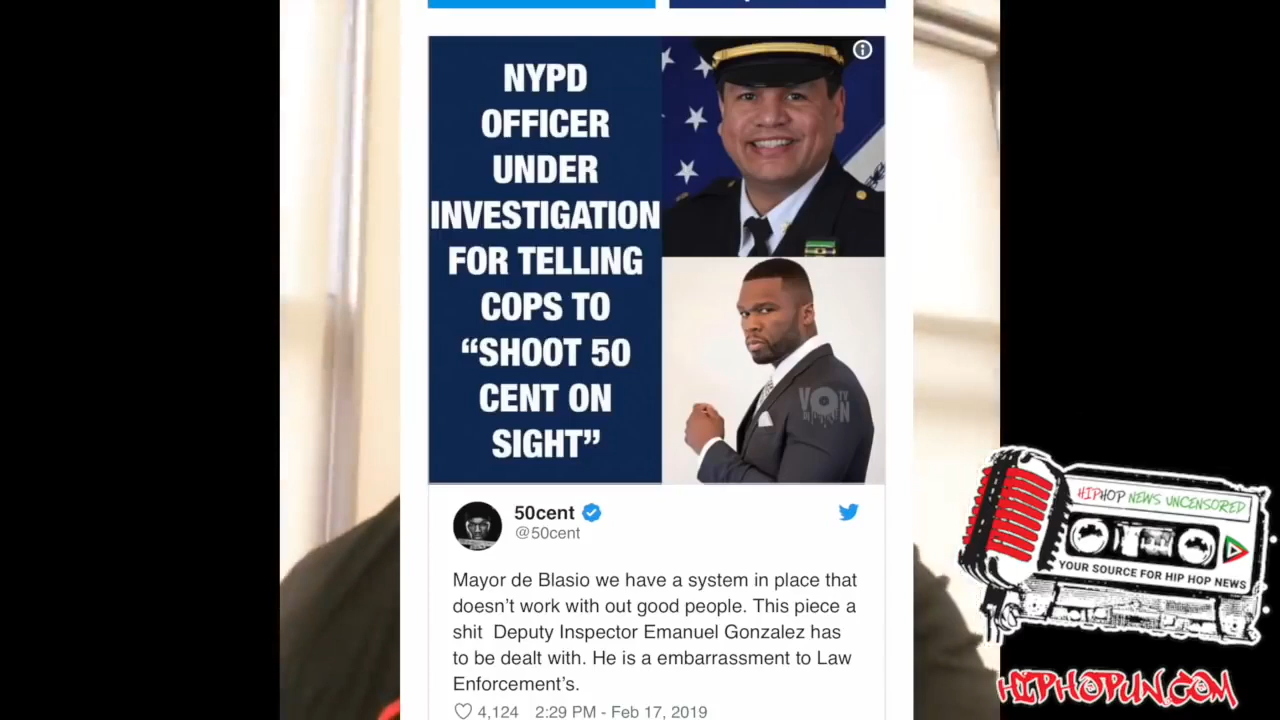 NYPD
OFFICER
UNDER
INVESTIGATION
FOR TELLING
COPS TO
“SHOOT 50
CENT ON
SIGHT”
50cent
@50cent
Mayor de Blasio we have a system in place that
doesn’t work with out good people. This piece a
shit Deputy Inspector Emanuel Gonzalez has
to be dealt with. He is a embarrassment to Law
Enforcement’s.
4,124 2:29 PM - Feb 17, 2019
HIPHOP NEWS UNCENSORED
YOUR SOURCE FOR HIP HOP NEWS
HIPHOPUN.COM